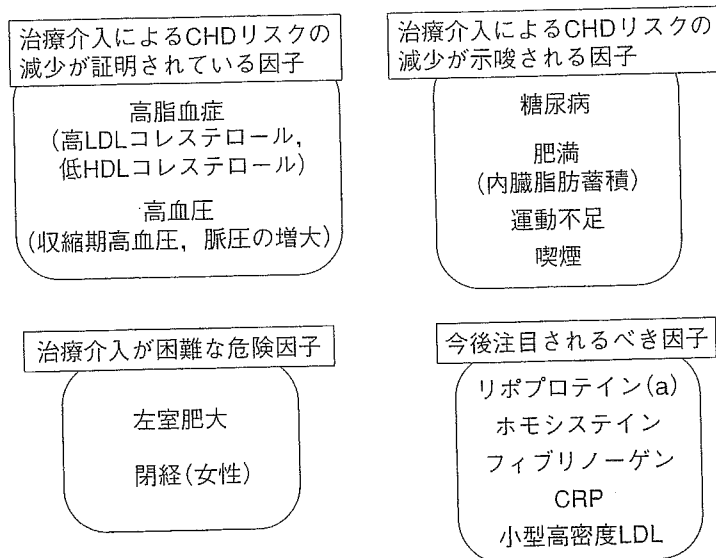 治療介入によるCHDリスクの
減少が証明されている因子
高脂血症
(高LDLコレステロール,
低HDLコレステロール)
高血圧
(収縮期高血圧，脈圧の増大)
治療介入によるCHDリスクの
減少が示唆される因子
糖尿病
肥満
(内臓脂肪蓄積)
運動不足
喫煙
治療介入が困難な危険因子
左室肥大
閉経(女性)
今後注目されるべき因子
リポプロテイン(a)
ホモシステイン
フィブリノーゲン
CRP
小型高密度LDL